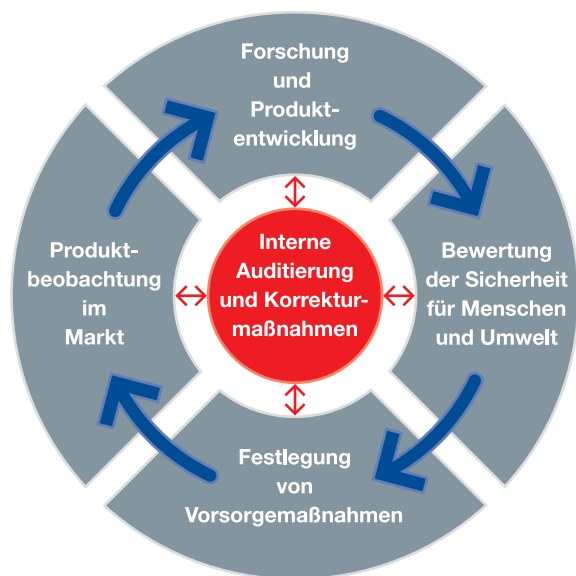 Forschung
und
Produkt-
entwicklung
Bewertung
der Sicherheit
für Menschen
und Umwelt
Festlegung
von
Vorsorgemaßnahmen
Produkt-
beobachtung
im
Markt
Interne
Auditierung
und Korrektur-
maßnahmen